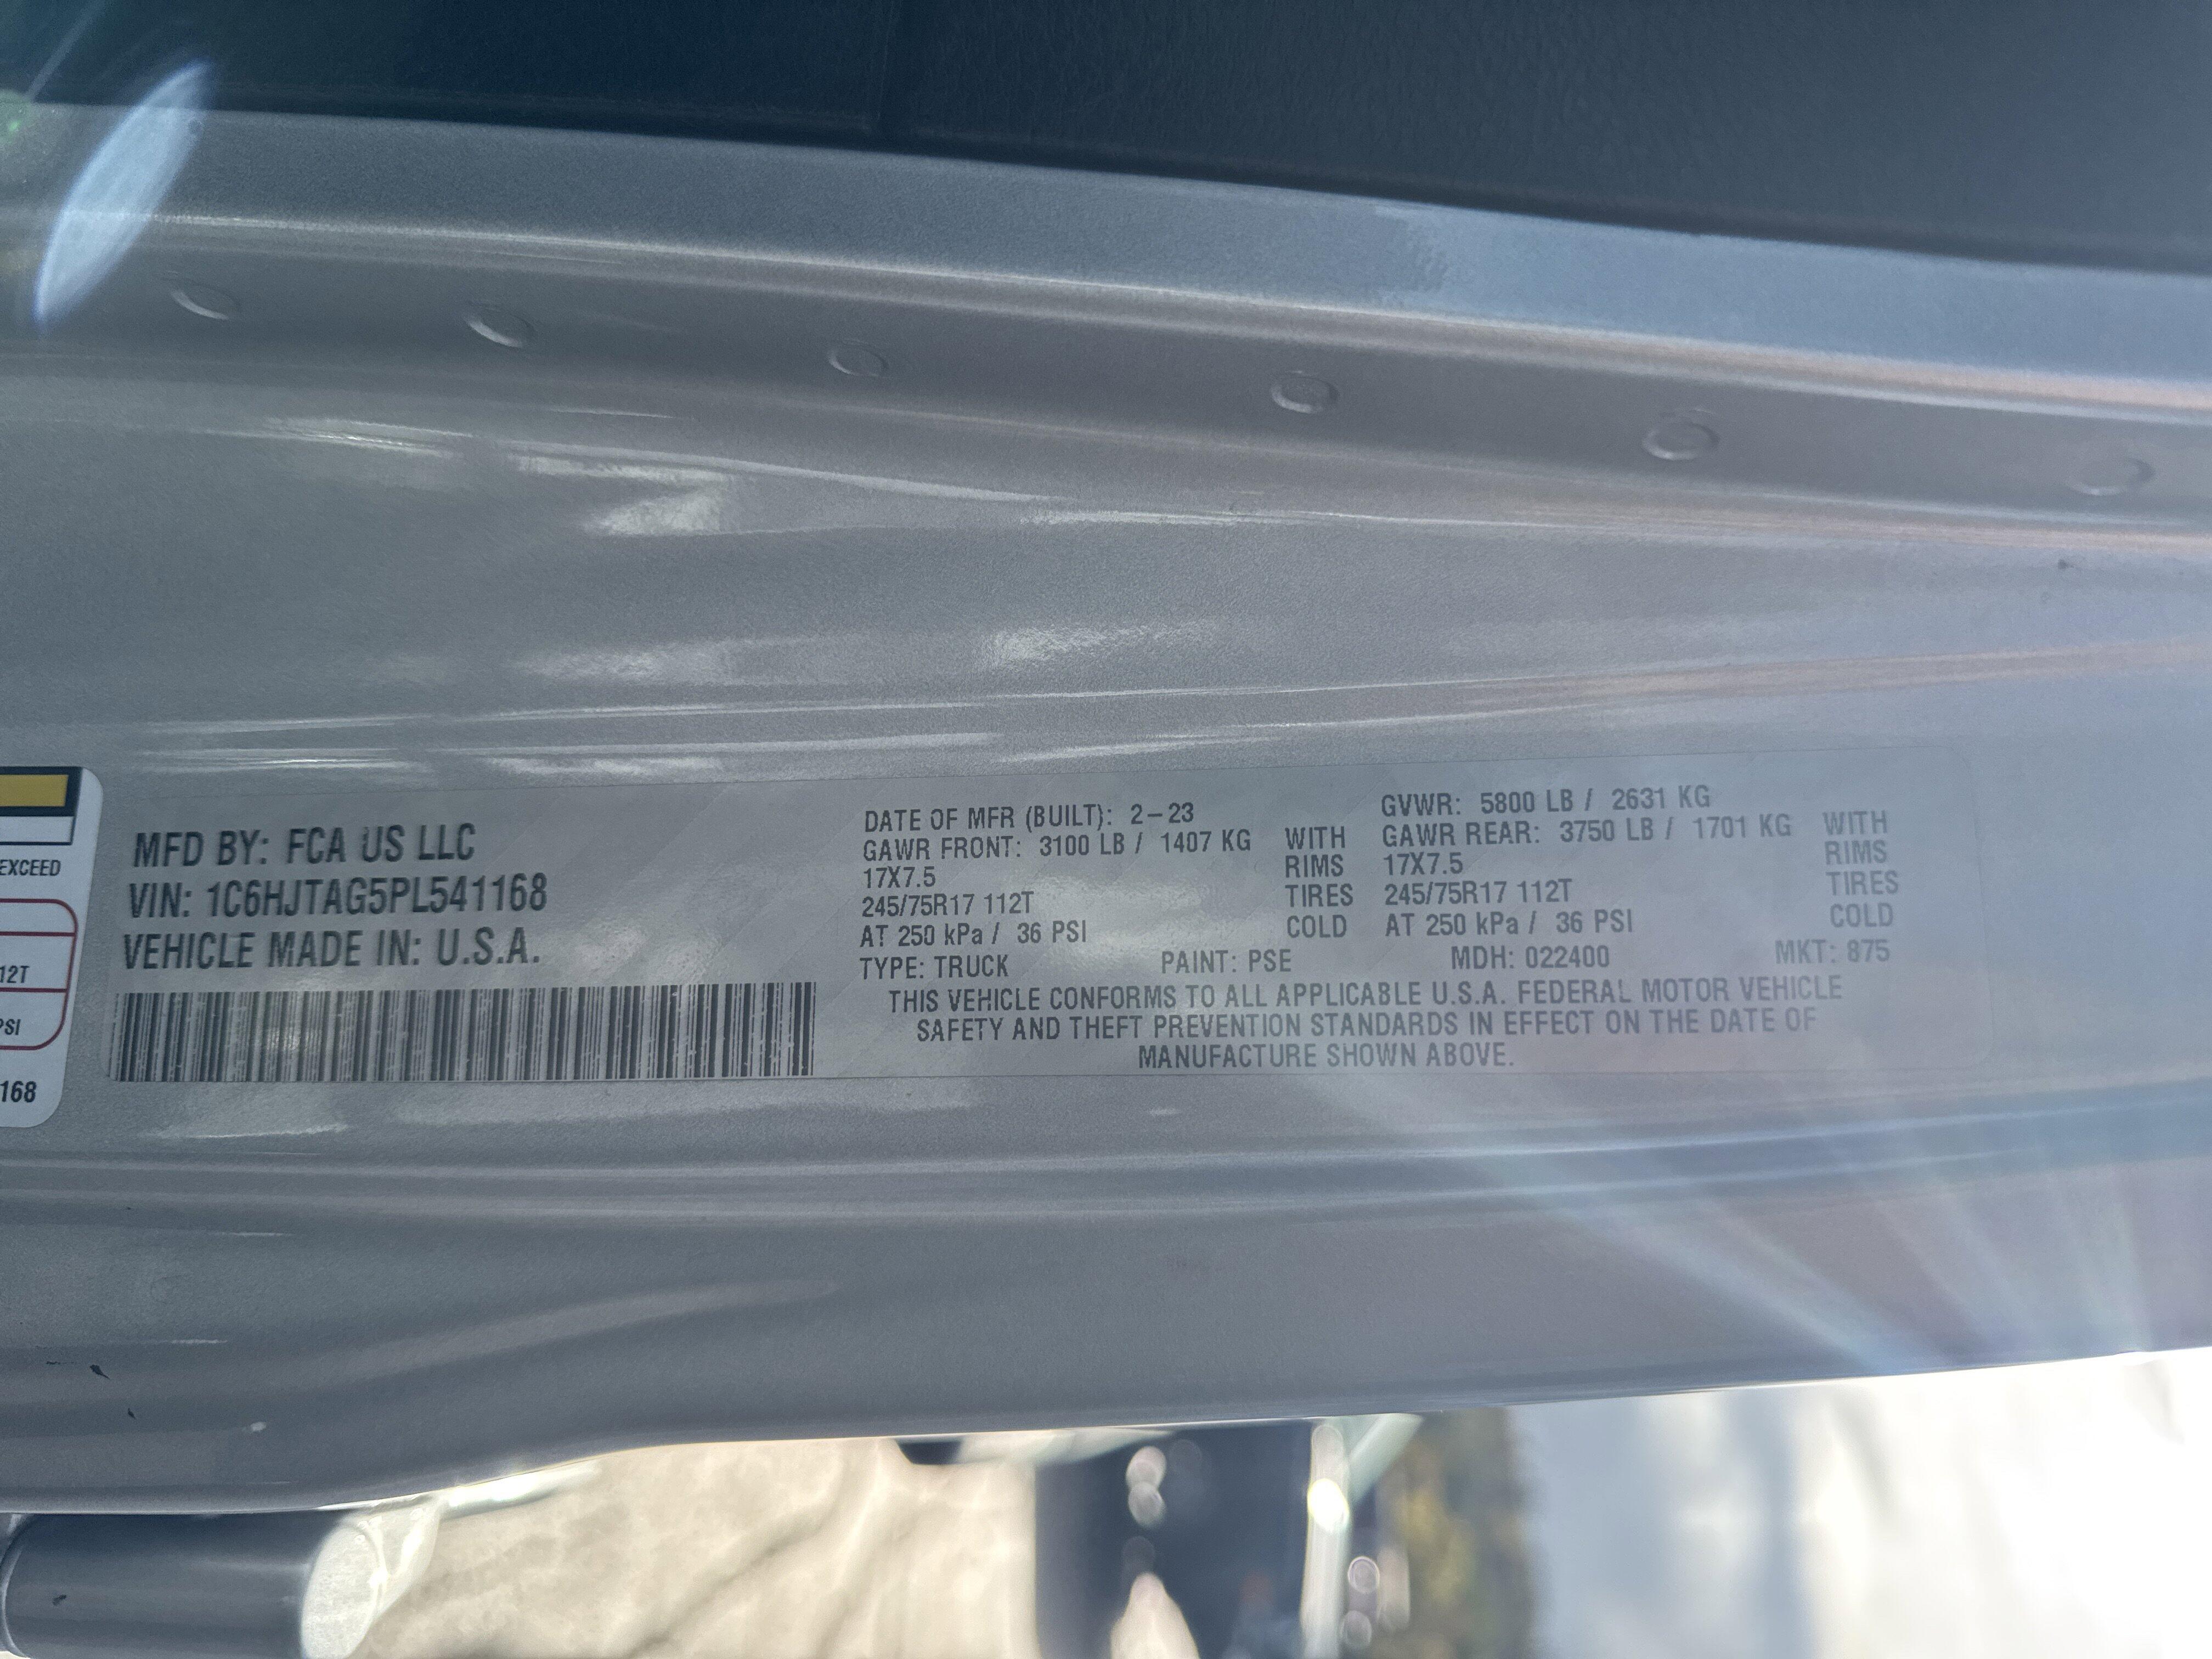 EXCEED
12T
PSI
168
MFD BY: FCA US LLC
VIN: 1C6HJTAG5PL541168
VEHICLE MADE IN: U.S.A.
DATE OF MFR (BUILT): 2-23 GVWR: 5800 LB / 2631 KG
GAWR FRONT: 3100 LB / 1407 KG WITH GAWR REAR: 3750 LB / 1701 KG WITH
17X7.5 RIMS 17X7.5 RIMS
245/75R17 112T TIRES 245/75R17 112T TIRES
AT 250 kPa / 36 PSI COLD AT 250 kPa / 36 PSI COLD
TYPE: TRUCK PAINT: PSE MDH: 022400 MKT: 875
THIS VEHICLE CONFORMS TO ALL APPLICABLE U.S.A. FEDERAL MOTOR VEHICLE
SAFETY AND THEFT PREVENTION STANDARDS IN EFFECT ON THE DATE OF
MANUFACTURE SHOWN ABOVE.